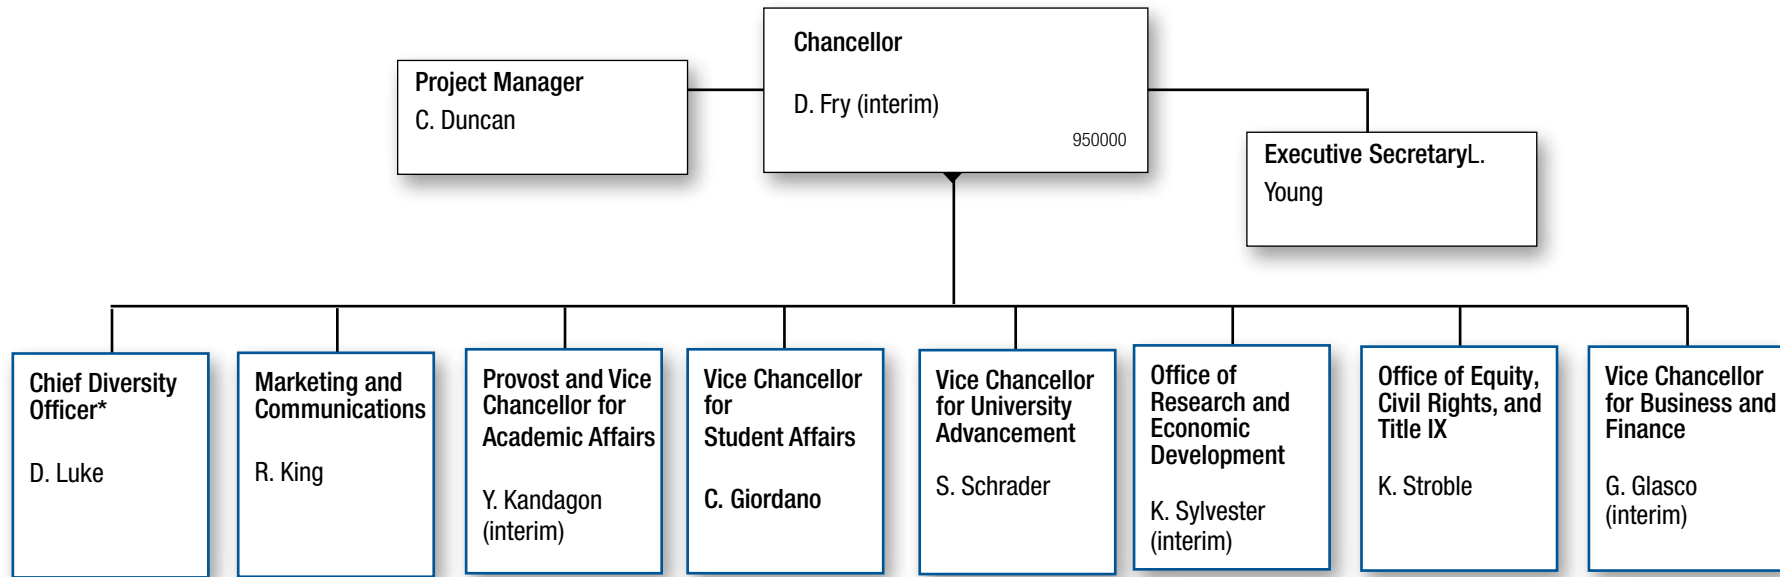 Chancellor
D. Fry (interim)
950000
Project Manager
C. Duncan
Executive SecretaryL.
Young
Chief Diversity
Officer*
D. Luke
Marketing and
Communications
R. King
Provost and Vice
Chancellor for
Academic Affairs
Y. Kandagon
(interim)
Vice Chancellor
for
Student Affairs
C. Giordano
Vice Chancellor
for University
Advancement
S. Schrader
Office of
Research and
Economic
Development
K. Sylvester
(interim)
Office of Equity,
Civil Rights, and
Title IX
K. Stroble
Vice Chancellor
for Business and
Finance
G. Glasco
(interim)